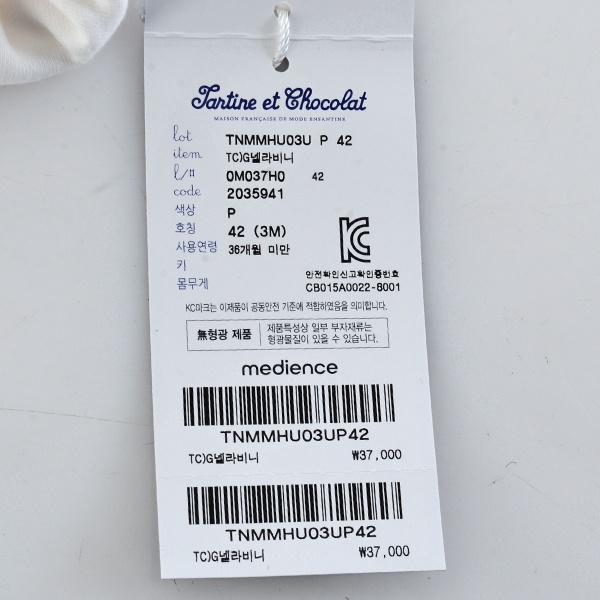 Tartine et Chocolat
MAISON FRANÇAISE DE MODE ENFANTINE
lot TNMMHU03U P 42
item TC)G넬라비니
l/# 0M037H0 42
code 2035941
색상 P
호칭 42 (3M)
사용연령 36개월 미만
키
몸무게
KC
안전확인신고확인증번호
CB015A0022-8001
KC마크는 이제품이 공동안전 기준에 적합하였음을 의미합니다.
無형광 제품
제품특성상 일부 부자재류는
형광물질이 있을 수 있습니다.
medience
TNMMHU03UP42
TC)G넬라비니 ₩37,000
TNMMHU03UP42
TC)G넬라비니 ₩37,000